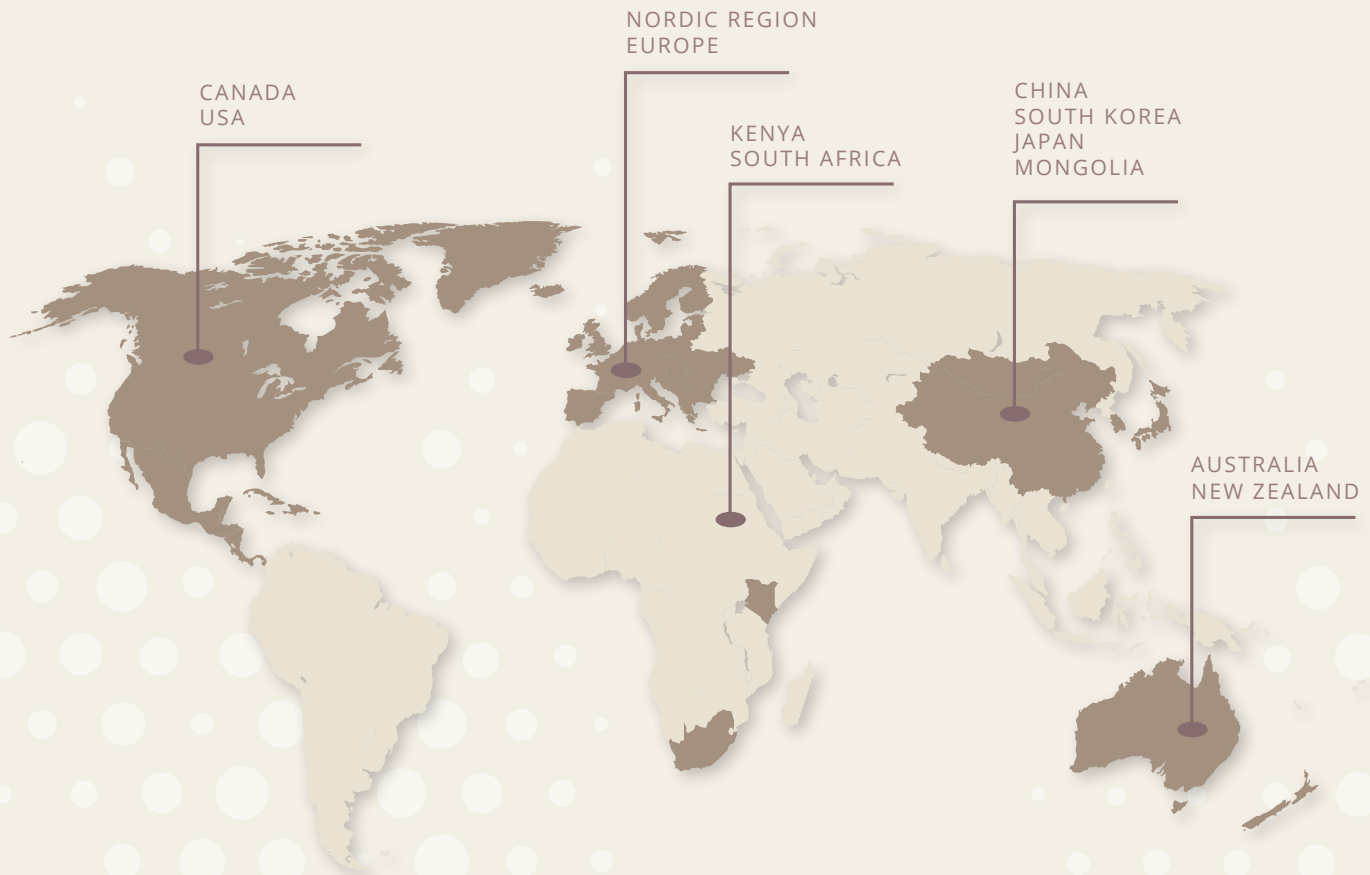 NORDIC REGION
EUROPE
CANADA
USA
KENYA
SOUTH AFRICA
CHINA
SOUTH KOREA
JAPAN
MONGOLIA
AUSTRALIA
NEW ZEALAND